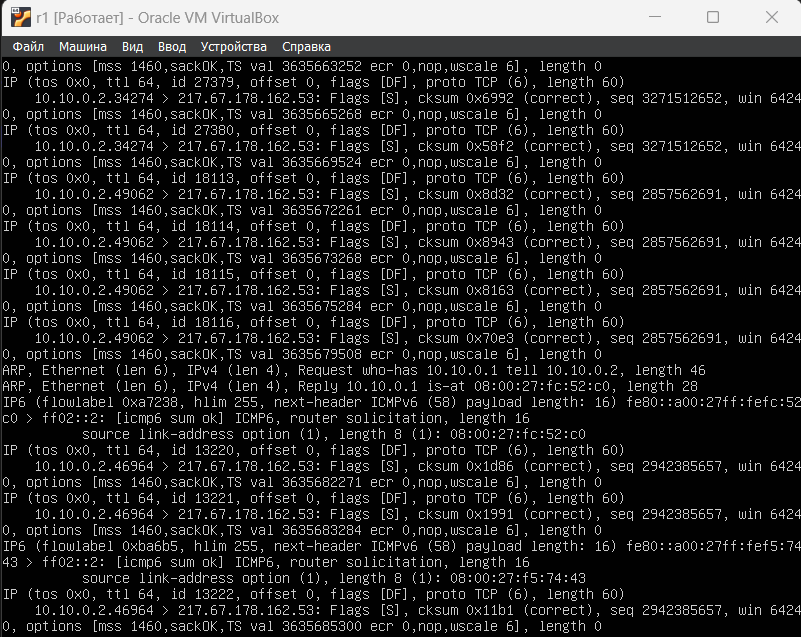 r1 [Работает] - Oracle VM VirtualBox
Файл Машина Вид Ввод Устройства Справка
0, options [mss 1460,sackOK,TS val 3635663252 ecr 0,nop,wscale 6], length 0
IP (tos 0x0, ttl 64, id 27379, offset 0, flags [DF], proto TCP (6), length 60)
    10.10.0.2.34274 > 217.67.178.162.53: Flags [S], cksum 0x6992 (correct), seq 3271512652, win 6424
0, options [mss 1460,sackOK,TS val 3635665268 ecr 0,nop,wscale 6], length 0
IP (tos 0x0, ttl 64, id 27380, offset 0, flags [DF], proto TCP (6), length 60)
    10.10.0.2.34274 > 217.67.178.162.53: Flags [S], cksum 0x58f2 (correct), seq 3271512652, win 6424
0, options [mss 1460,sackOK,TS val 3635669524 ecr 0,nop,wscale 6], length 0
IP (tos 0x0, ttl 64, id 18113, offset 0, flags [DF], proto TCP (6), length 60)
    10.10.0.2.49062 > 217.67.178.162.53: Flags [S], cksum 0x8d32 (correct), seq 2857562691, win 6424
0, options [mss 1460,sackOK,TS val 3635672261 ecr 0,nop,wscale 6], length 0
IP (tos 0x0, ttl 64, id 18114, offset 0, flags [DF], proto TCP (6), length 60)
    10.10.0.2.49062 > 217.67.178.162.53: Flags [S], cksum 0x8943 (correct), seq 2857562691, win 6424
0, options [mss 1460,sackOK,TS val 3635673268 ecr 0,nop,wscale 6], length 0
IP (tos 0x0, ttl 64, id 18115, offset 0, flags [DF], proto TCP (6), length 60)
    10.10.0.2.49062 > 217.67.178.162.53: Flags [S], cksum 0x8163 (correct), seq 2857562691, win 6424
0, options [mss 1460,sackOK,TS val 3635675284 ecr 0,nop,wscale 6], length 0
IP (tos 0x0, ttl 64, id 18116, offset 0, flags [DF], proto TCP (6), length 60)
    10.10.0.2.49062 > 217.67.178.162.53: Flags [S], cksum 0x70e3 (correct), seq 2857562691, win 6424
0, options [mss 1460,sackOK,TS val 3635679508 ecr 0,nop,wscale 6], length 0
ARP, Ethernet (len 6), IPv4 (len 4), Request who-has 10.10.0.1 tell 10.10.0.2, length 46
ARP, Ethernet (len 6), IPv4 (len 4), Reply 10.10.0.1 is-at 08:00:27:fc:52:c0, length 28
IP6 (flowlabel 0xa7238, hlim 255, next-header ICMPv6 (58) payload length: 16) fe80::a00:27ff:fefc:52
c0 > ff02::2: [icmp6 sum ok] ICMP6, router solicitation, length 16
          source link-address option (1), length 8 (1): 08:00:27:fc:52:c0
IP (tos 0x0, ttl 64, id 13220, offset 0, flags [DF], proto TCP (6), length 60)
    10.10.0.2.46964 > 217.67.178.162.53: Flags [S], cksum 0x1d86 (correct), seq 2942385657, win 6424
0, options [mss 1460,sackOK,TS val 3635682271 ecr 0,nop,wscale 6], length 0
IP (tos 0x0, ttl 64, id 13221, offset 0, flags [DF], proto TCP (6), length 60)
    10.10.0.2.46964 > 217.67.178.162.53: Flags [S], cksum 0x1991 (correct), seq 2942385657, win 6424
0, options [mss 1460,sackOK,TS val 3635683284 ecr 0,nop,wscale 6], length 0
IP6 (flowlabel 0xba6b5, hlim 255, next-header ICMPv6 (58) payload length: 16) fe80::a00:27ff:fef5:74
43 > ff02::2: [icmp6 sum ok] ICMP6, router solicitation, length 16
          source link-address option (1), length 8 (1): 08:00:27:f5:74:43
IP (tos 0x0, ttl 64, id 13222, offset 0, flags [DF], proto TCP (6), length 60)
    10.10.0.2.46964 > 217.67.178.162.53: Flags [S], cksum 0x11b1 (correct), seq 2942385657, win 6424
0, options [mss 1460,sackOK,TS val 3635685300 ecr 0,nop,wscale 6], length 0